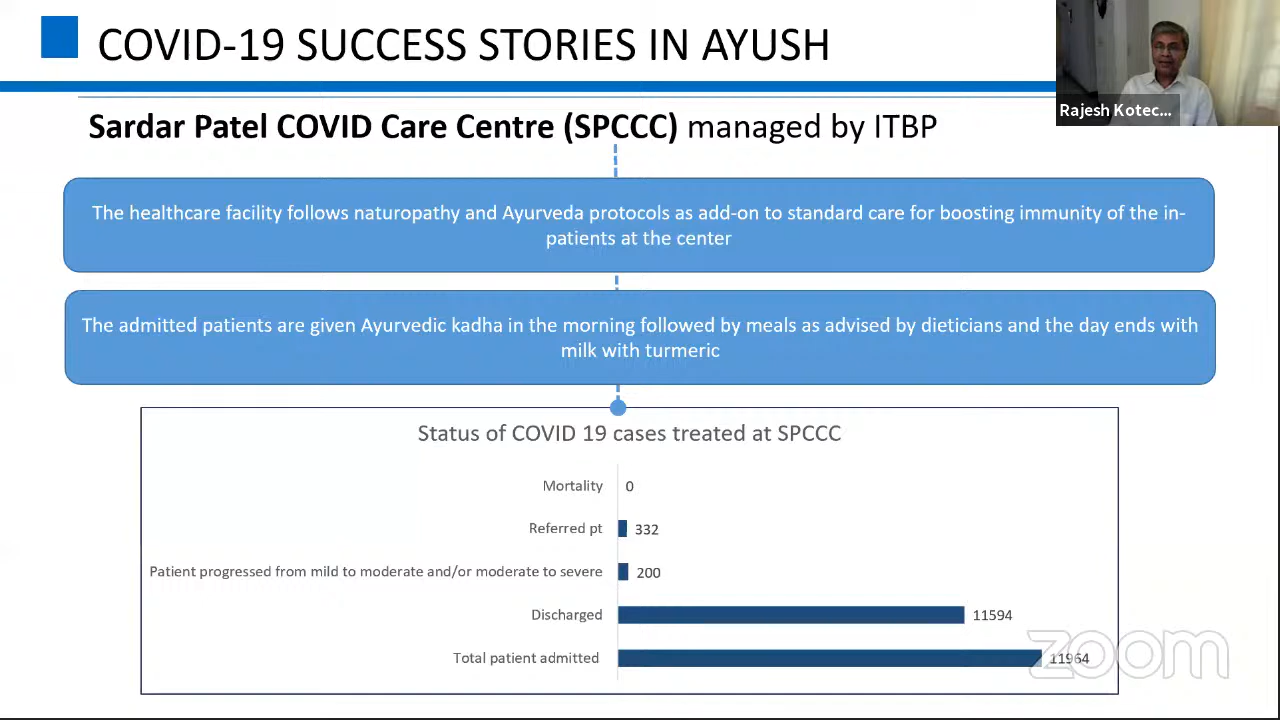 COVID-19 SUCCESS STORIES IN AYUSH
Rajesh Kotec...
Sardar Patel COVID Care Centre (SPCCC) managed by ITBP
The healthcare facility follows naturopathy and Ayurveda protocols as add-on to standard care for boosting immunity of the in-
patients at the center
The admitted patients are given Ayurvedic kadha in the morning followed by meals as advised by dieticians and the day ends with
milk with turmeric
Status of COVID 19 cases treated at SPCCC
Mortality 0
Referred pt 332
Patient progressed from mild to moderate and/or moderate to severe 200
Discharged 11594
Total patient admitted 11964
zoom